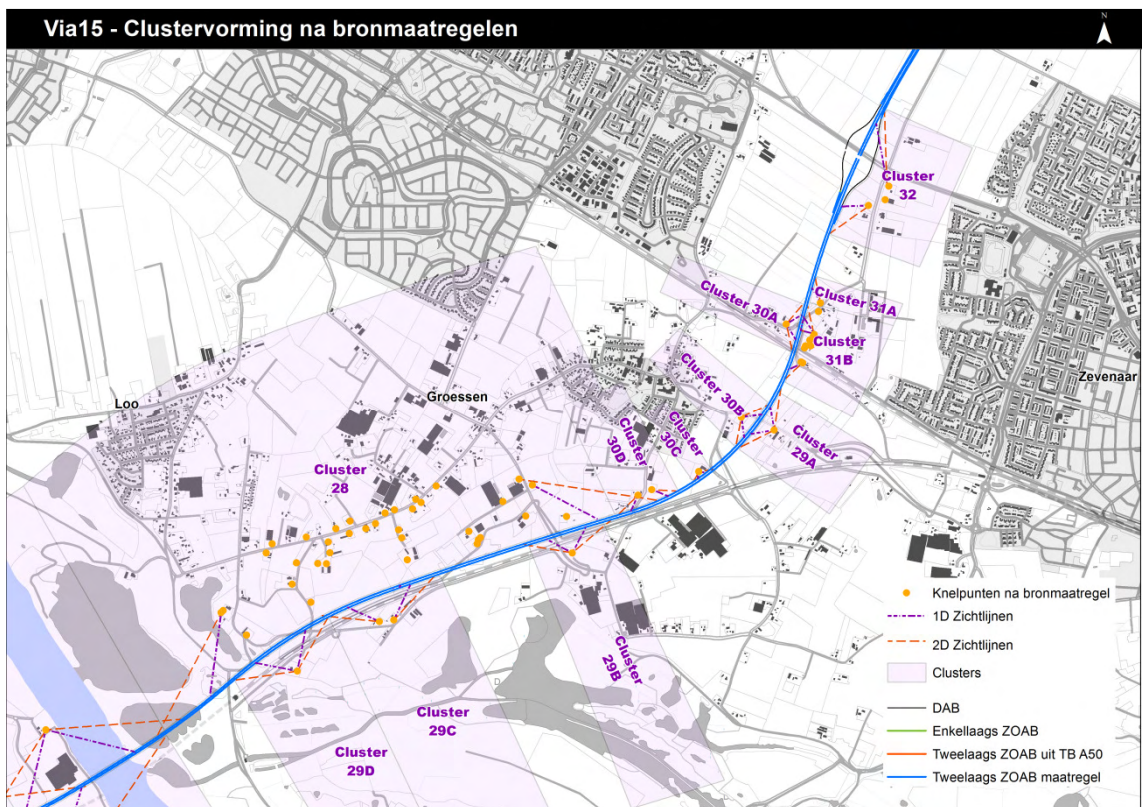 Via15 - Clustervorming na bronmaatregelen
N
Cluster
32
Cluster 30A
Cluster 31A
Cluster
31B
Zevenaar
Loo
Groessen
Cluster 30B
Cluster
30D
Cluster
30C
Cluster
29A
Cluster
28
Cluster
29B
Cluster
29C
Cluster
29D
Knelpunten na bronmaatregel
1D Zichtlijnen
2D Zichtlijnen
Clusters
DAB
Enkellaags ZOAB
Tweelaags ZOAB uit TB A50
Tweelaags ZOAB maatregel